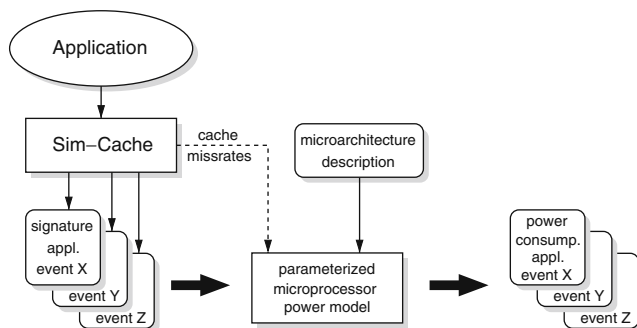 Application
Sim-Cache
cache
missrates
microarchitecture
description
signature
appl.
event X
event Y
event Z
parameterized
microprocessor
power model
power
consump.
appl.
event X
event Y
event Z